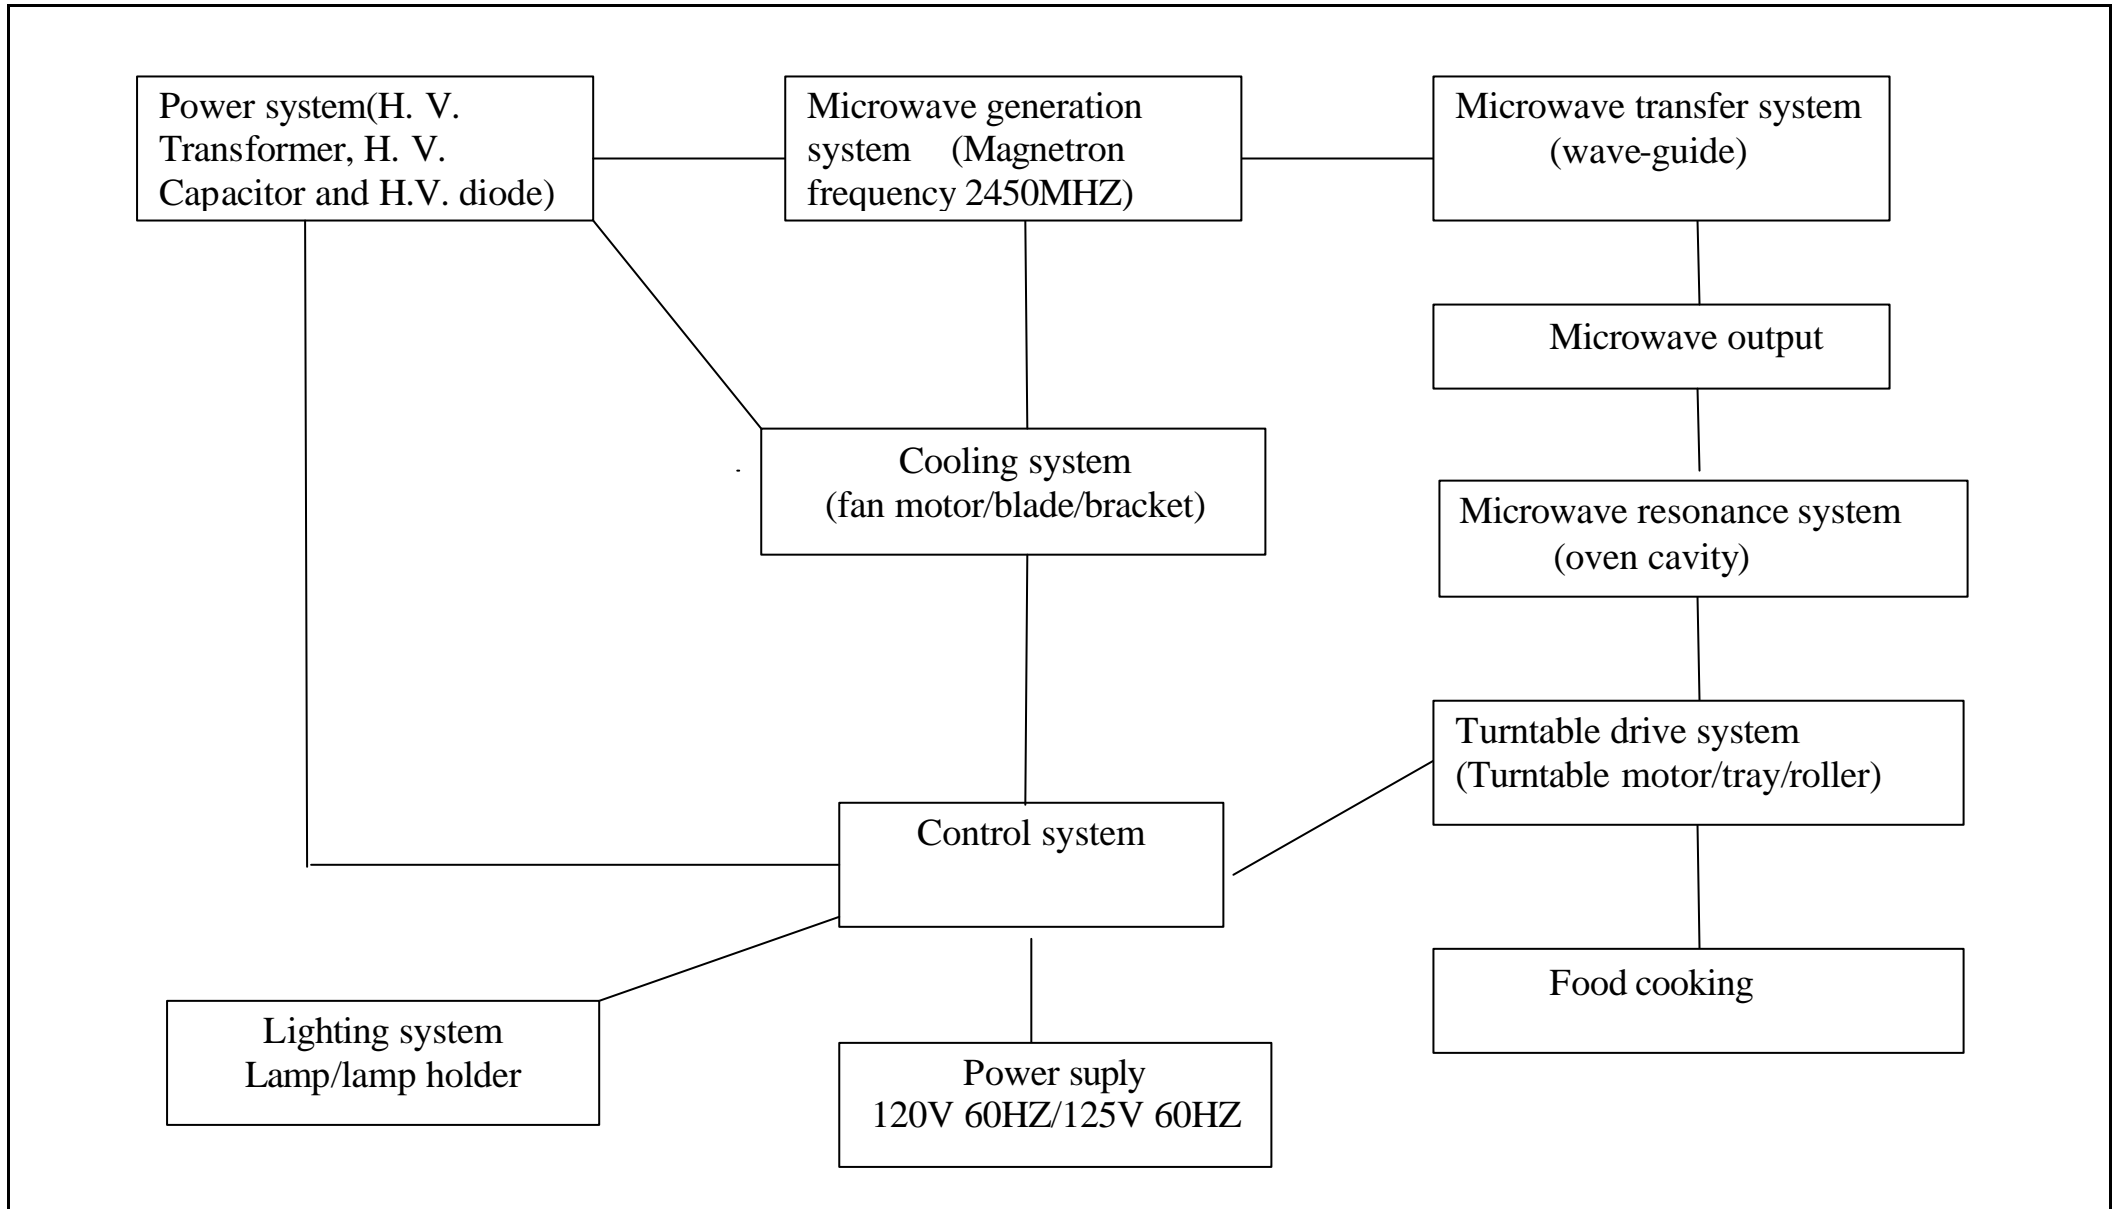 Power system(H. V.
Transformer, H. V.
Capacitor and H.V. diode)
Microwave generation
system (Magnetron
frequency 2450MHZ)
Microwave transfer system
(wave-guide)
Microwave output
Cooling system
(fan motor/blade/bracket)
Microwave resonance system
(oven cavity)
Turntable drive system
(Turntable motor/tray/roller)
Control system
Food cooking
Lighting system
Lamp/lamp holder
Power suply
120V 60HZ/125V 60HZ